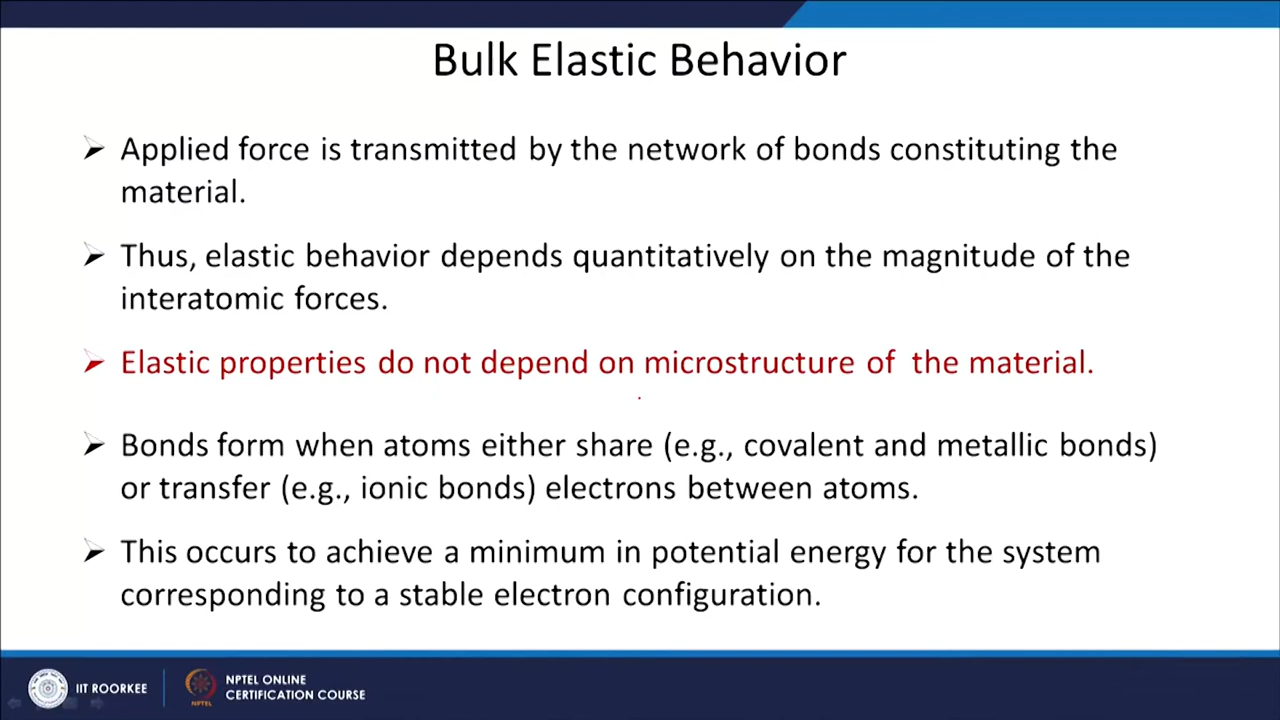 Bulk Elastic Behavior
Applied force is transmitted by the network of bonds constituting the
material.
Thus, elastic behavior depends quantitatively on the magnitude of the
interatomic forces.
Elastic properties do not depend on microstructure of the material.
Bonds form when atoms either share (e.g., covalent and metallic bonds)
or transfer (e.g., ionic bonds) electrons between atoms.
This occurs to achieve a minimum in potential energy for the system
corresponding to a stable electron configuration.
IIT ROORKEE
NPTEL
NPTEL ONLINE
CERTIFICATION COURSE